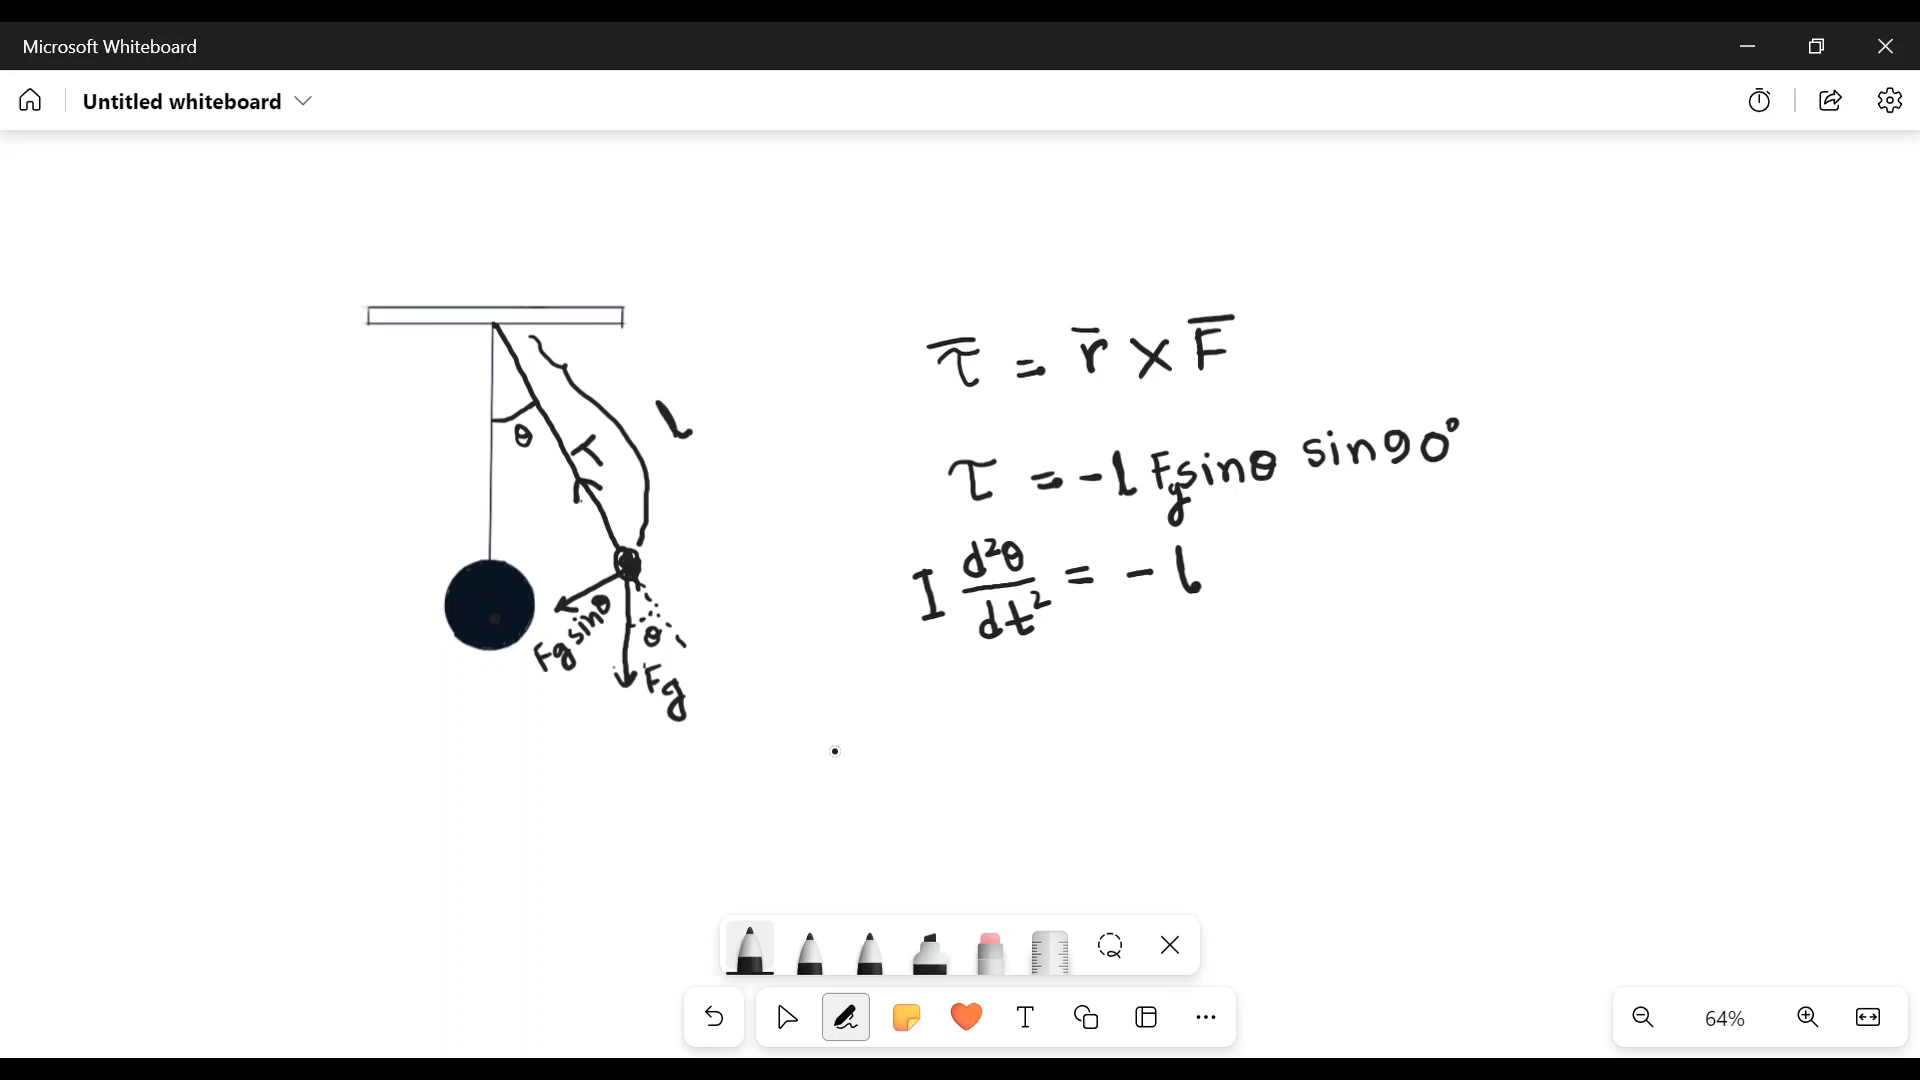 Microsoft Whiteboard
Untitled whiteboard
θ
T
l
Fg sinθ
θ
Fg
τ̅ = r̅ × F̅
τ = -l Fg sinθ sin90°
I d²θ/dt² = - l
64%